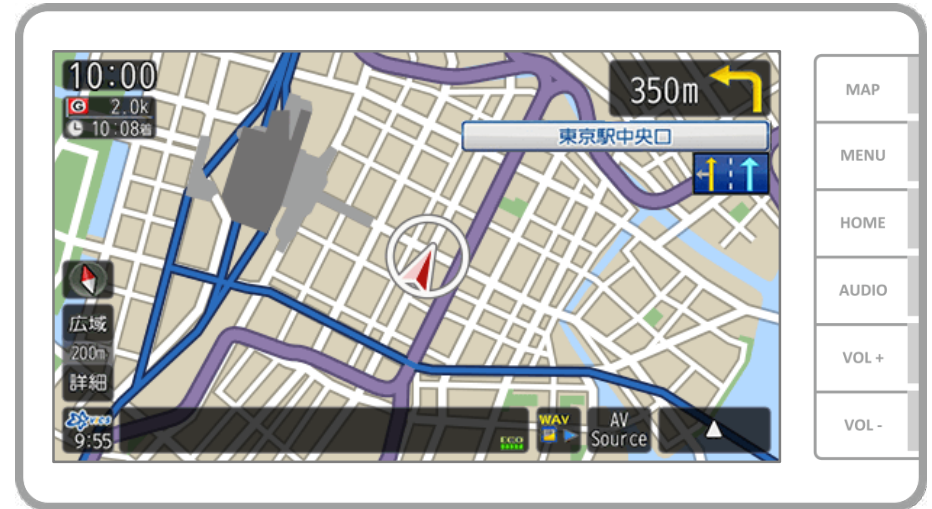 10:00
G 2.0k
10:08着
350m
東京駅中央口
広域
200m
詳細
VICS
9:55
ECO
WAV
AV
Source
MAP
MENU
HOME
AUDIO
VOL +
VOL -